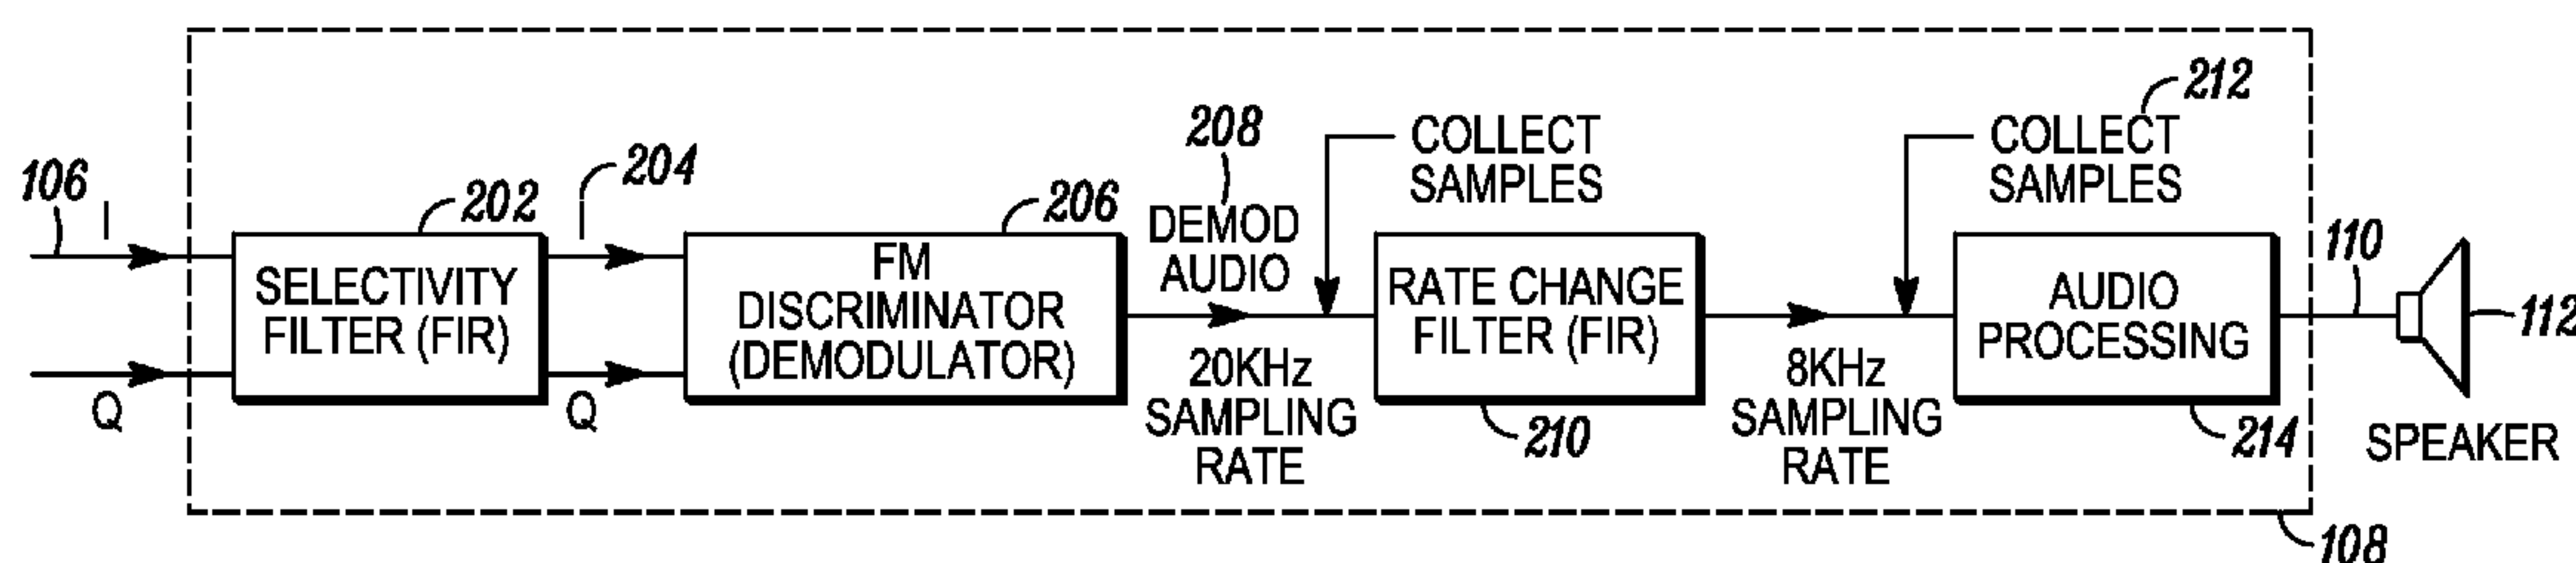 106
I
Q
202
SELECTIVITY
FILTER (FIR)
204
I
Q
206
FM
DISCRIMINATOR
(DEMODULATOR)
208
DEMOD
AUDIO
20KHz
SAMPLING
RATE
COLLECT
SAMPLES
RATE CHANGE
FILTER (FIR)
210
8KHz
SAMPLING
RATE
212
COLLECT
SAMPLES
AUDIO
PROCESSING
214
110
112
SPEAKER
108